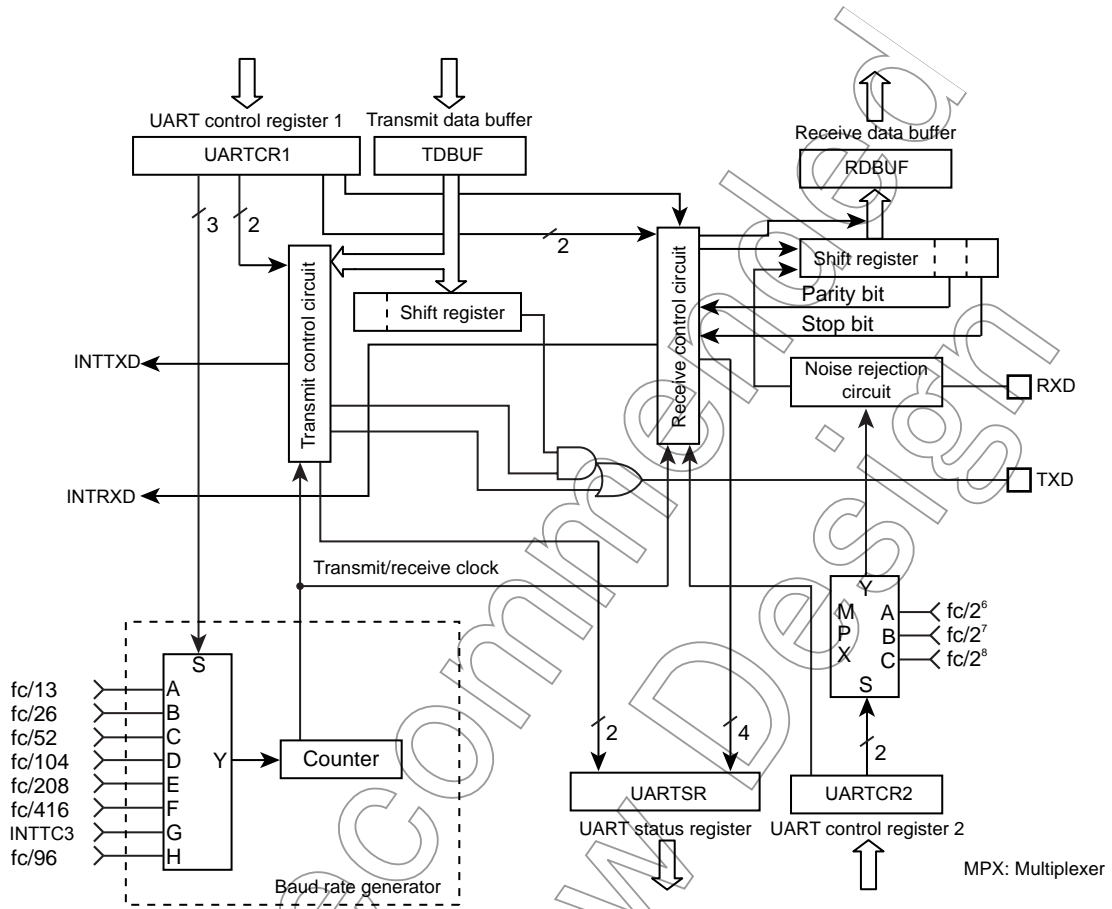 UART control register 1
Transmit data buffer
Receive data buffer
UARTCR1
TDBUF
RDBUF
3
2
2
Transmit control circuit
Receive control circuit
Shift register
Shift register
Parity bit
Stop bit
INTTXD
Noise rejection
circuit
RXD
INTRXD
TXD
Transmit/receive clock
S
fc/13
A
fc/26
B
fc/52
C
fc/104
D
fc/208
E
fc/416
F
INTTC3
G
fc/96
H
Y
Counter
Baud rate generator
Y
M
P
X
A
B
C
S
fc/2⁶
fc/2⁷
fc/2⁸
2
4
2
UARTSR
UARTCR2
UART status register
UART control register 2
MPX: Multiplexer
ecommended
w Design